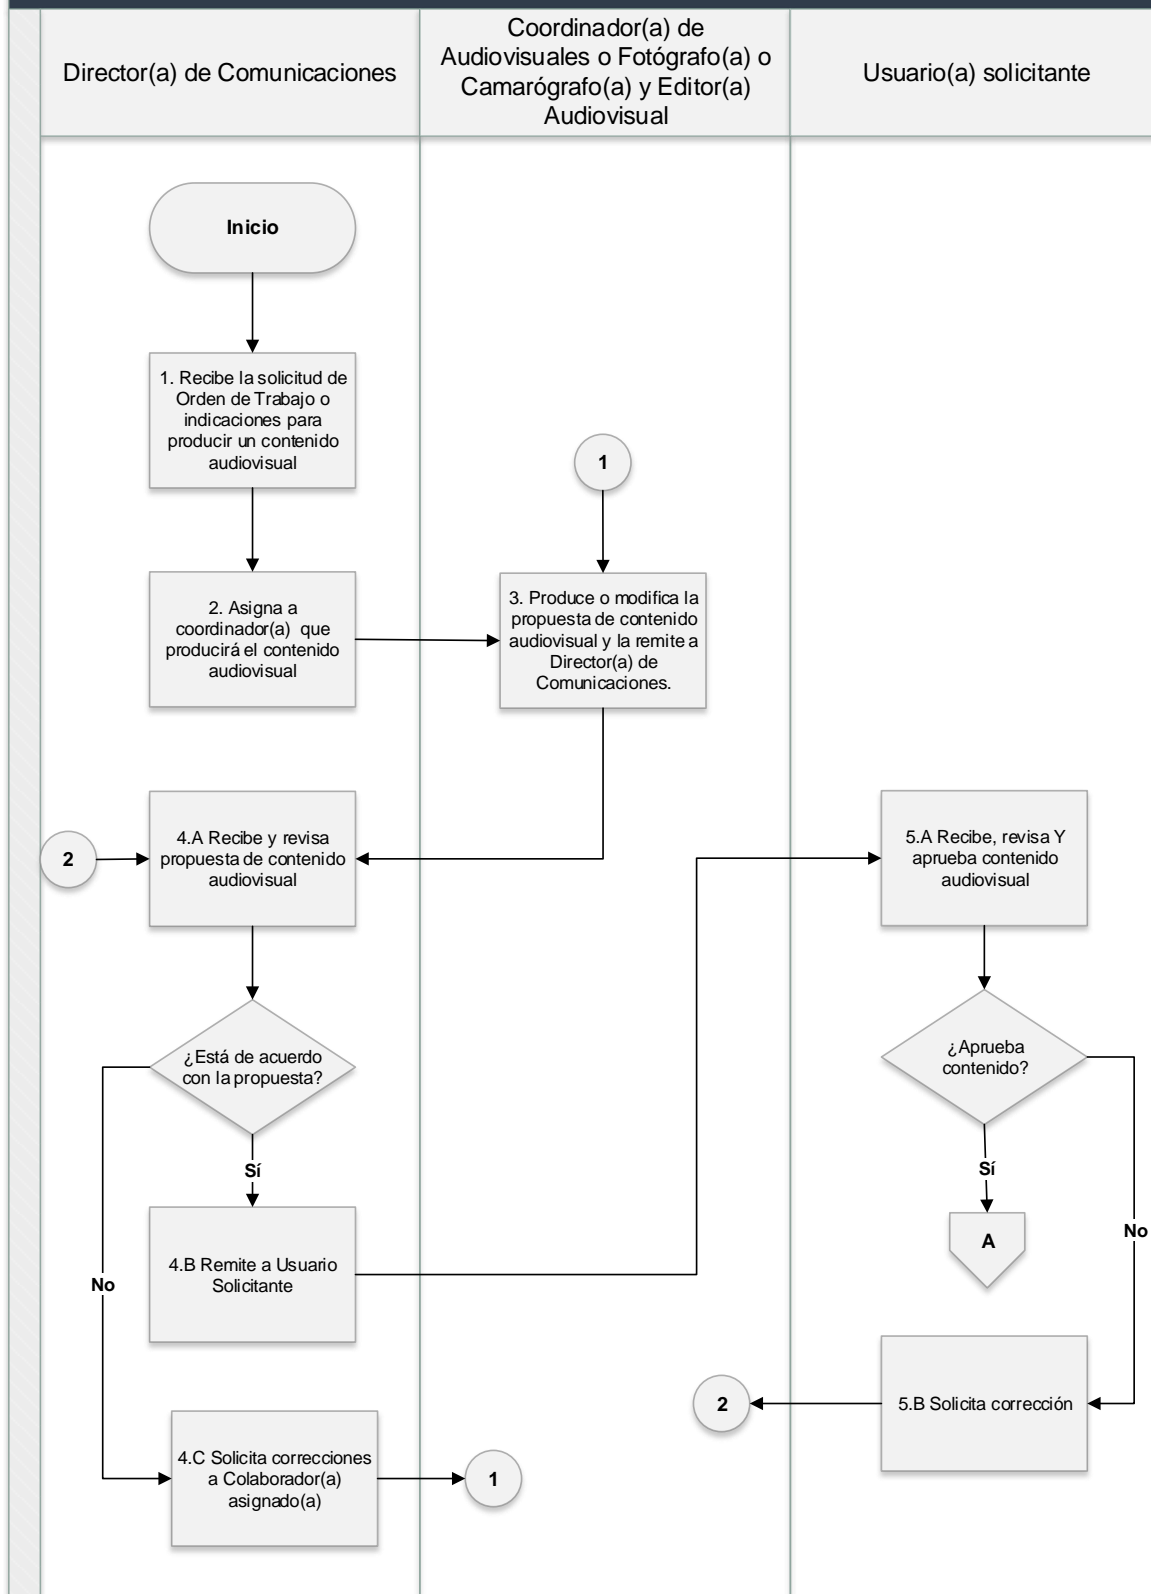 Director(a) de Comunicaciones
Coordinador(a) de
Audiovisuales o Fotógrafo(a) o
Camarógrafo(a) y Editor(a)
Audiovisual
Usuario(a) solicitante
Inicio
1. Recibe la solicitud de
Orden de Trabajo o
indicaciones para
producir un contenido
audiovisual
1
2. Asigna a
coordinador(a) que
producirá el contenido
audiovisual
3. Produce o modifica la
propuesta de contenido
audiovisual y la remite a
Director(a) de
Comunicaciones.
2
4.A Recibe y revisa
propuesta de contenido
audiovisual
5.A Recibe, revisa Y
aprueba contenido
audiovisual
¿Está de acuerdo
con la propuesta?
¿Aprueba
contenido?
Sí
Sí
A
No
No
4.B Remite a Usuario
Solicitante
2
5.B Solicita corrección
4.C Solicita correcciones
a Colaborador(a)
asignado(a)
1